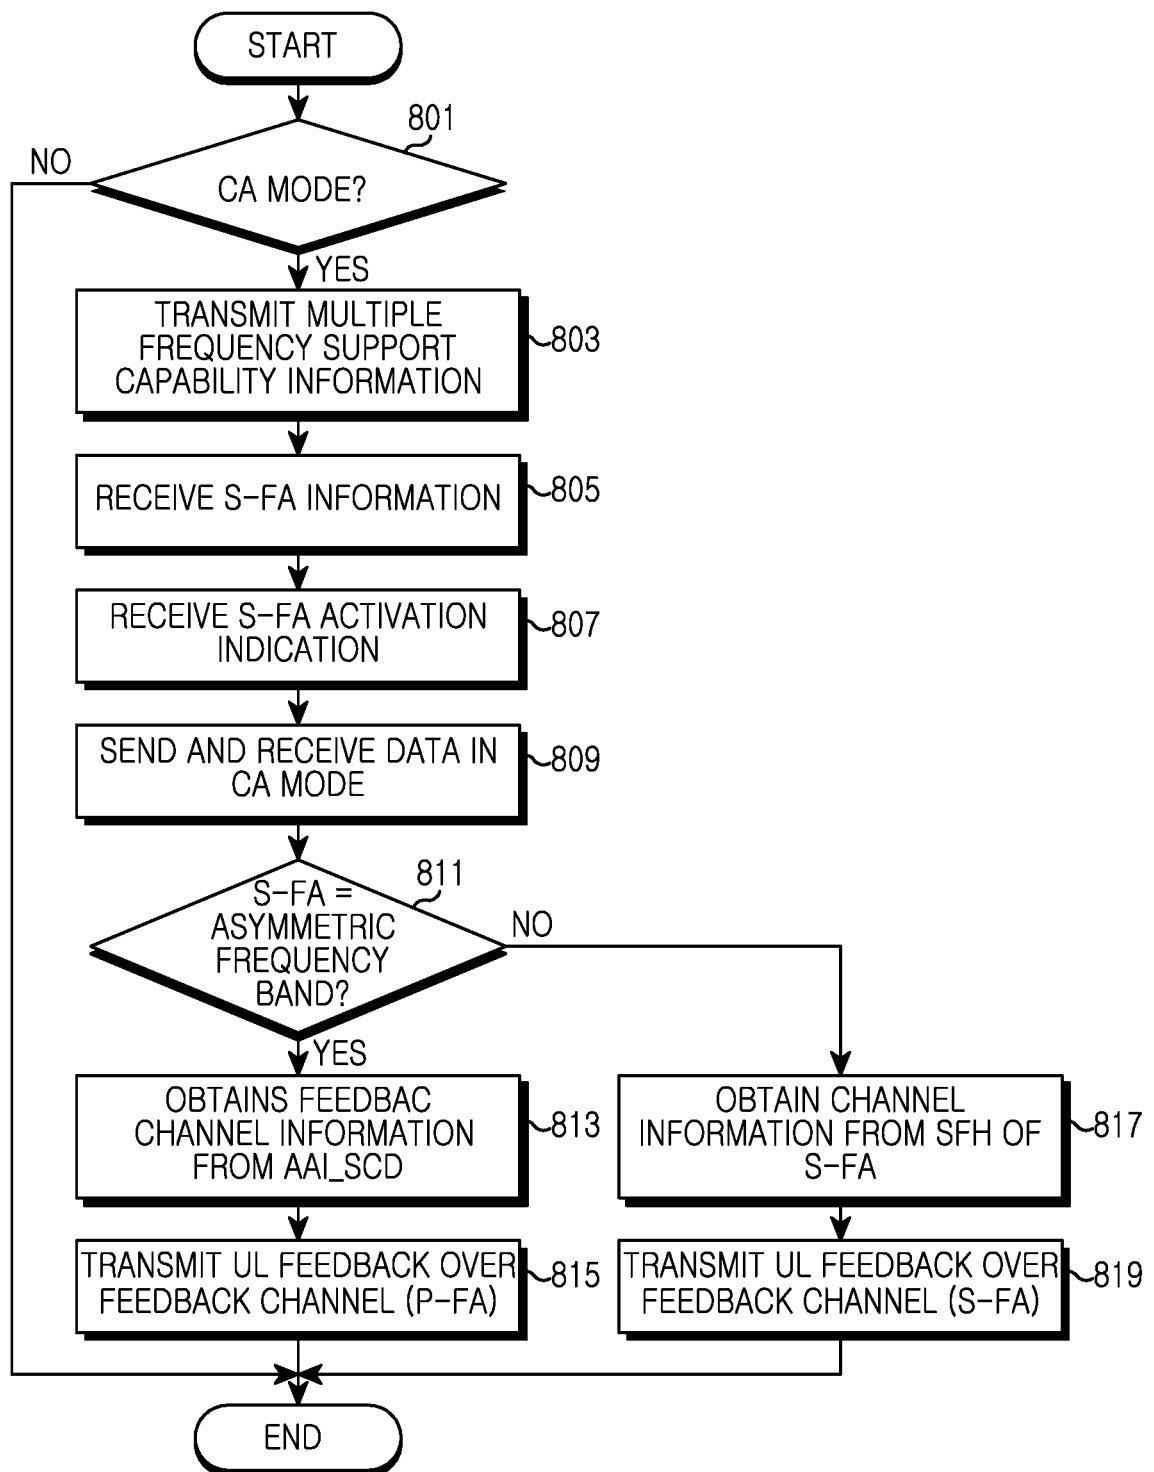 START
801
NO
CA MODE?
YES
TRANSMIT MULTIPLE
FREQUENCY SUPPORT
CAPABILITY INFORMATION
803
RECEIVE S-FA INFORMATION
805
RECEIVE S-FA ACTIVATION
INDICATION
807
SEND AND RECEIVE DATA IN
CA MODE
809
811
S-FA =
ASYMMETRIC
FREQUENCY
BAND?
NO
YES
OBTAINS FEEDBAC
CHANNEL INFORMATION
FROM AAI_SCD
813
OBTAIN CHANNEL
INFORMATION FROM SFH OF
S-FA
817
TRANSMIT UL FEEDBACK OVER
FEEDBACK CHANNEL (P-FA)
815
TRANSMIT UL FEEDBACK OVER
FEEDBACK CHANNEL (S-FA)
819
END